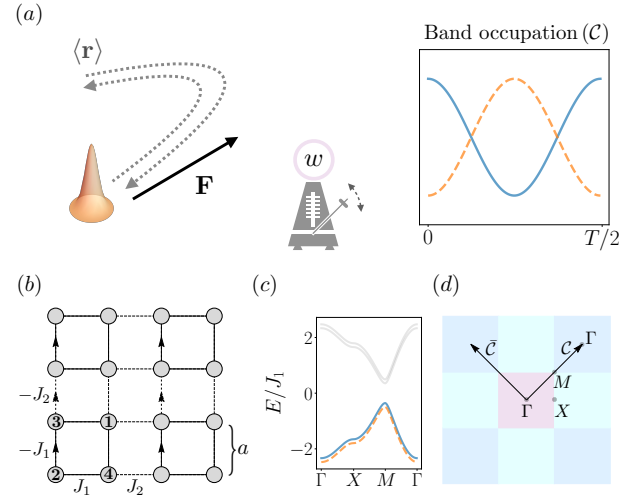 (a)
⟨r⟩
F
w
Band occupation (𝒞)
0
T/2
(b)
−J₂
3
1
−J₁
2
4
J₁
J₂
a
(c)
E/J₁
2
0
−2
Γ
X
M
Γ
(d)
𝒞̄
𝒞
Γ
M
Γ
X